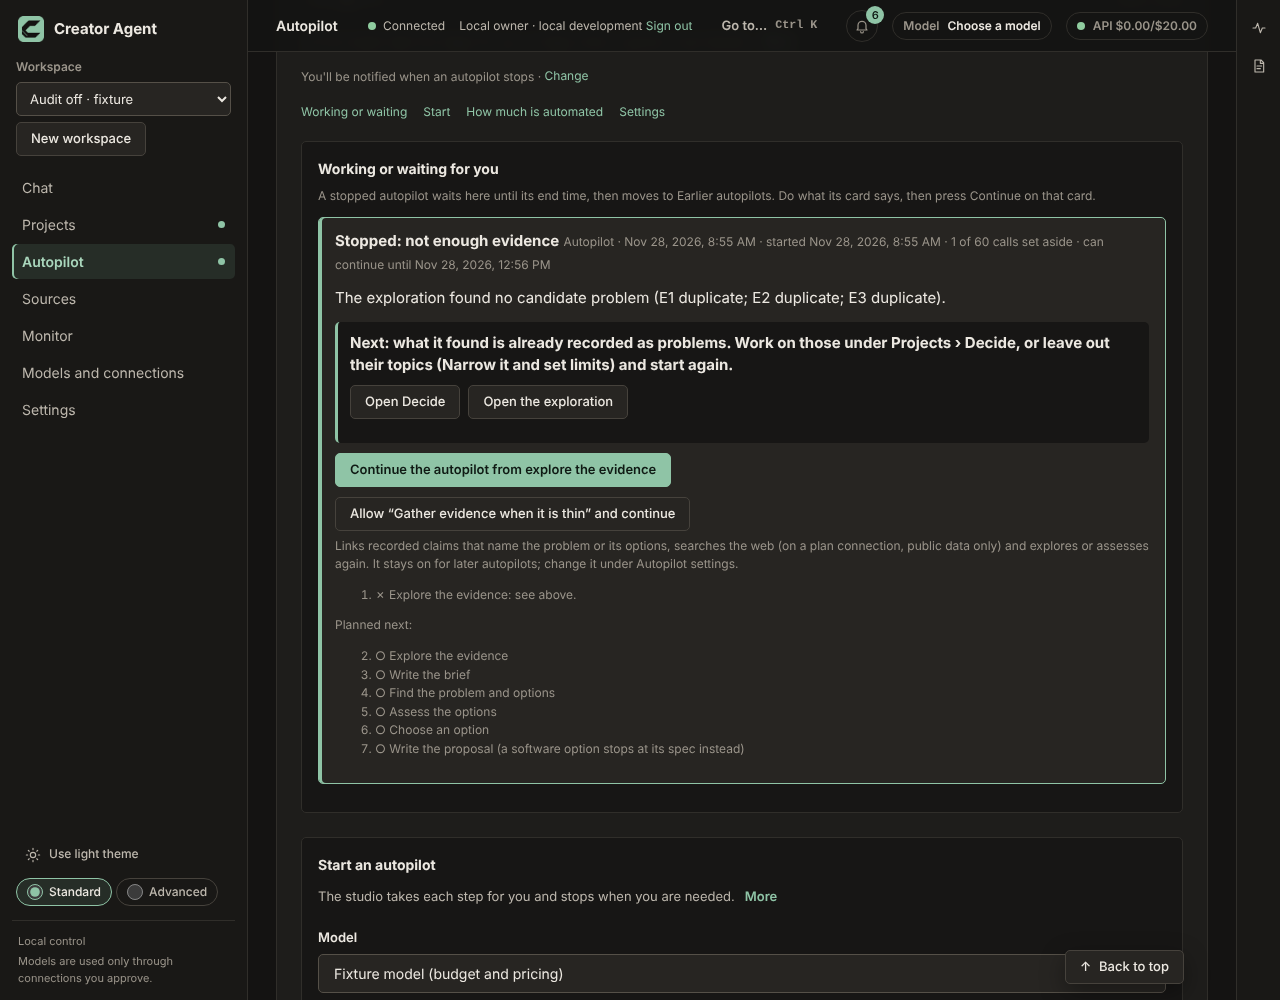 Creator Agent
Workspace
Audit off · fixture
New workspace
Chat
Projects
Autopilot
Sources
Monitor
Models and connections
Settings
Use light theme
Standard
Advanced
Local control
Models are used only through
connections you approve.
Autopilot
Connected
Local owner · local development Sign out
Go to... Ctrl K
6
Model Choose a model
API $0.00/$20.00
You'll be notified when an autopilot stops · Change
Working or waiting Start How much is automated Settings
Working or waiting for you
A stopped autopilot waits here until its end time, then moves to Earlier autopilots. Do what its card says, then press Continue on that card.
Stopped: not enough evidence Autopilot · Nov 28, 2026, 8:55 AM · started Nov 28, 2026, 8:55 AM · 1 of 60 calls set aside · can
continue until Nov 28, 2026, 12:56 PM
The exploration found no candidate problem (E1 duplicate; E2 duplicate; E3 duplicate).
Next: what it found is already recorded as problems. Work on those under Projects › Decide, or leave out
their topics (Narrow it and set limits) and start again.
Open Decide
Open the exploration
Continue the autopilot from explore the evidence
Allow “Gather evidence when it is thin” and continue
Links recorded claims that name the problem or its options, searches the web (on a plan connection, public data only) and explores or assesses
again. It stays on for later autopilots; change it under Autopilot settings.
1. × Explore the evidence: see above.
Planned next:
2. ○ Explore the evidence
3. ○ Write the brief
4. ○ Find the problem and options
5. ○ Assess the options
6. ○ Choose an option
7. ○ Write the proposal (a software option stops at its spec instead)
Start an autopilot
The studio takes each step for you and stops when you are needed. More
Model
Fixture model (budget and pricing)
↑ Back to top